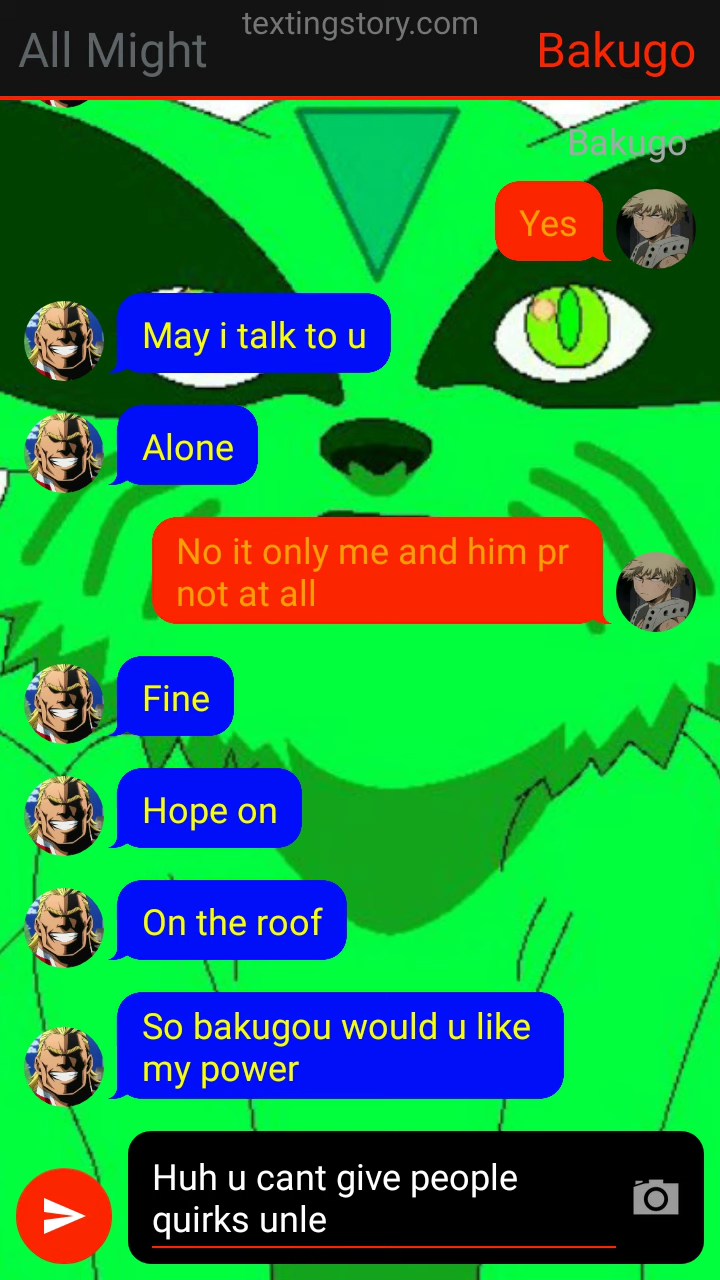 textingstory.com
All Might
Bakugo
Bakugo
Yes
May i talk to u
Alone
No it only me and him pr
not at all
Fine
Hope on
On the roof
So bakugou would u like
my power
Huh u cant give people
quirks unle